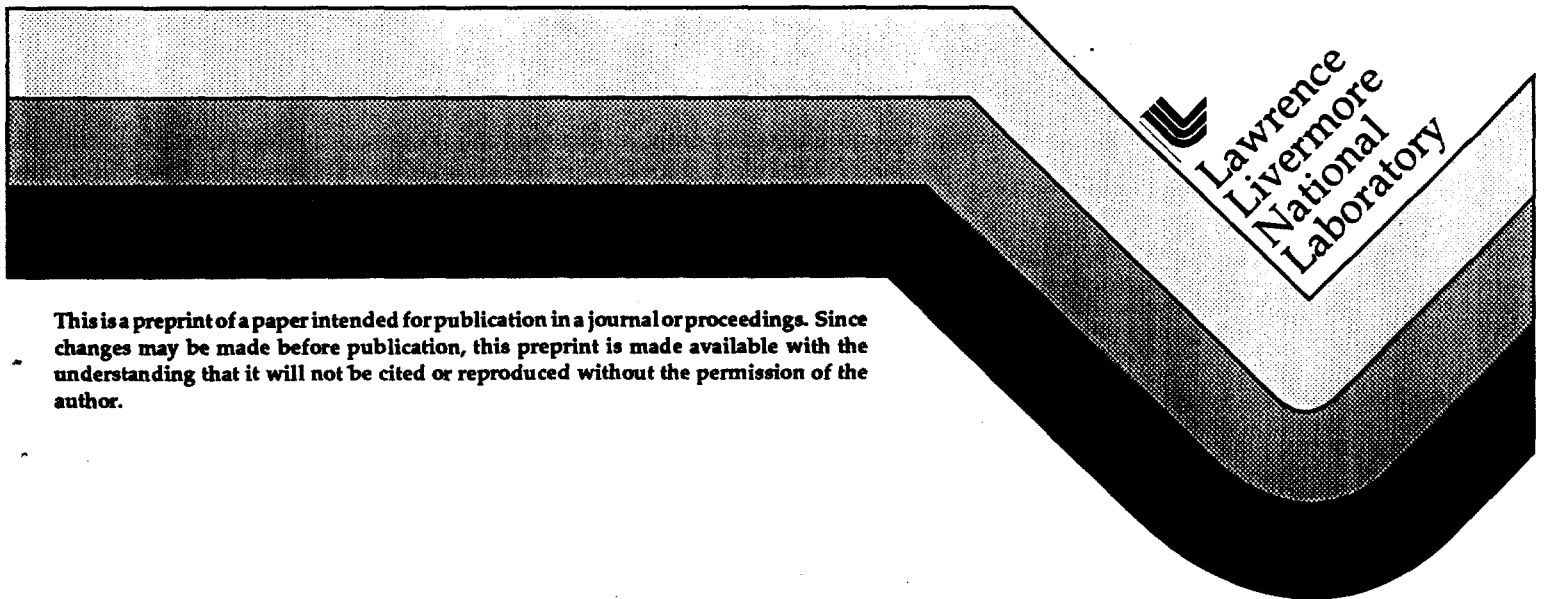 Lawrence
Livermore
National
Laboratory
This is a preprint of a paper intended for publication in a journal or proceedings. Since
changes may be made before publication, this preprint is made available with the
understanding that it will not be cited or reproduced without the permission of the
author.